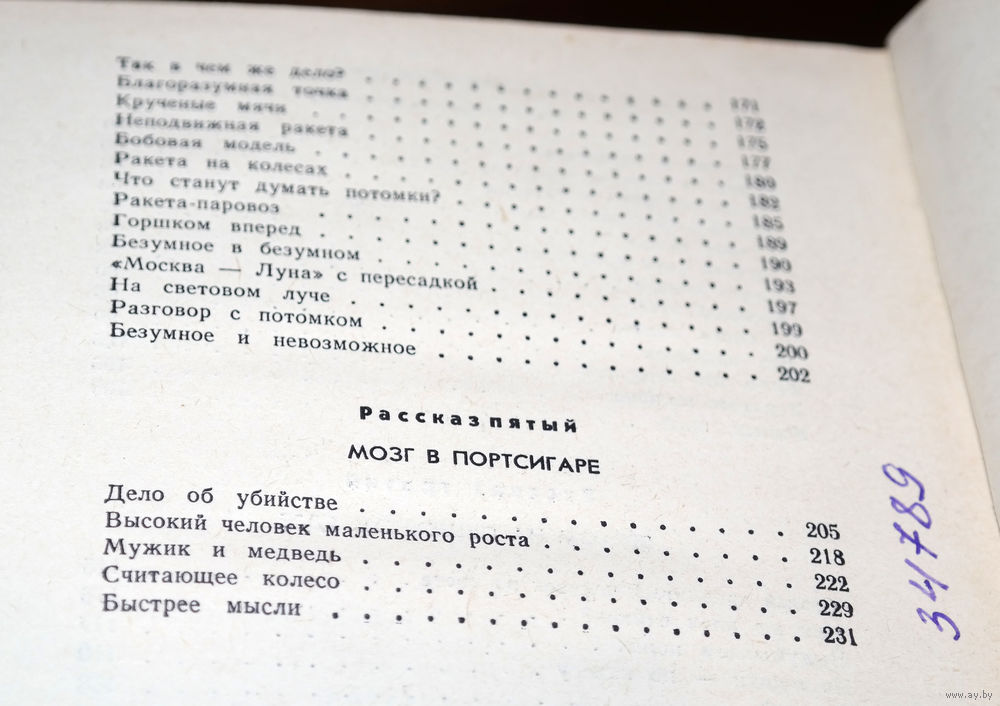 Так в чем же дело? . . . . . . . . . . . . 171
Благоразумная точка . . . . . . . . . . . . 172
Крученые мячи . . . . . . . . . . . . 175
Неподвижная ракета . . . . . . . . . . . . 177
Бобовая модель . . . . . . . . . . . . 180
Ракета на колесах . . . . . . . . . . . . 182
Что станут думать потомки? . . . . . . . . . . 185
Ракета-паровоз . . . . . . . . . . . . 189
Горшком вперед . . . . . . . . . . . . 190
Безумное в безумном . . . . . . . . . . . . 193
«Москва — Луна» с пересадкой . . . . . . . . . 197
На световом луче . . . . . . . . . . . . 199
Разговор с потомком . . . . . . . . . . . . 200
Безумное и невозможное . . . . . . . . . . . 202
Рассказ пятый
МОЗГ В ПОРТСИГАРЕ
Дело об убийстве . . . . . . . . . . . . 205
Высокий человек маленького роста . . . . . . . . 218
Мужик и медведь . . . . . . . . . . . . 222
Считающее колесо . . . . . . . . . . . . 229
Быстрее мысли . . . . . . . . . . . . 231
34789
www.ay.by